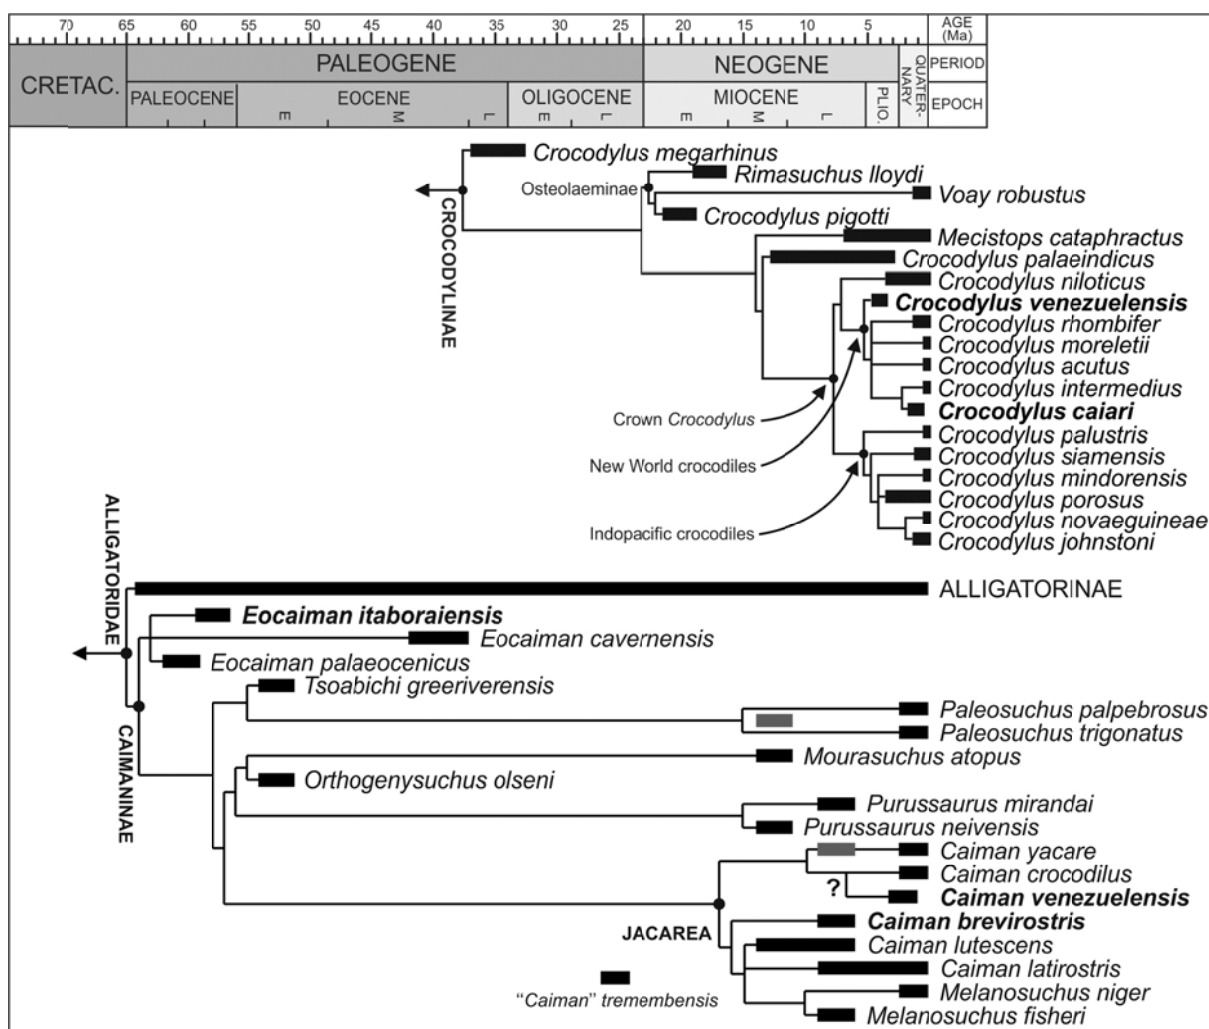 70 65 60 55 50 45 40 35 30 25 20 15 10 5 AGE (Ma)
CRETAC. PALEOGENE NEOGENE QUATER-NARY PERIOD
PALEOCENE EOCENE OLIGOCENE MIOCENE PLIO. EPOCH
E M L E L E M L
Crocodylus megarhinus
Osteolaeminae
Rimasuchus lloydi
Voay robustus
Crocodylus pigotti
CROCODYLINAE
Mecistops cataphractus
Crocodylus palaeindicus
Crocodylus niloticus
Crocodylus venezuelensis
Crocodylus rhombifer
Crocodylus moreletii
Crocodylus acutus
Crocodylus intermedius
Crocodylus caiari
Crown Crocodylus
Crocodylus palustris
Crocodylus siamensis
New World crocodiles
Crocodylus mindorensis
Crocodylus porosus
Crocodylus novaeguineae
Indopacific crocodiles
Crocodylus johnstoni
ALLIGATORIDAE
ALLIGATORINAE
Eocaiman itaboraiensis
Eocaiman cavernensis
Eocaiman palaeocenicus
Tsoabichi greeriverensis
CAIMANINAE
Paleosuchus palpebrosus
Paleosuchus trigonatus
Mourasuchus atopus
Orthogenysuchus olseni
Purussaurus mirandai
Purussaurus neivensis
Caiman yacare
Caiman crocodilus
?
Caiman venezuelensis
Caiman brevirostris
JACAREA
Caiman lutescens
Caiman latirostris
"Caiman" tremembensis
Melanosuchus niger
Melanosuchus fisheri